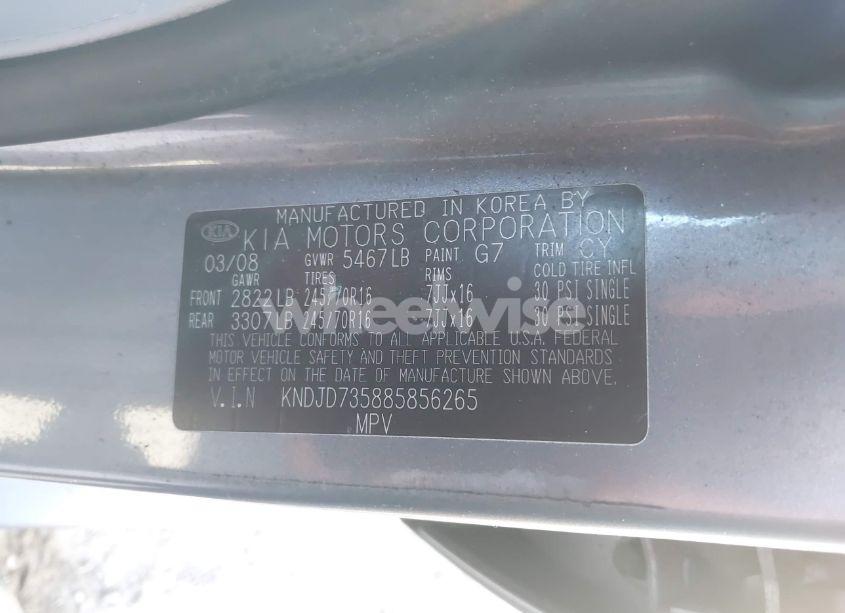 MANUFACTURED IN KOREA BY
KIA KIA MOTORS CORPORATION
03/08 GVWR 5467LB PAINT G7 TRIM CY
GAWR TIRES RIMS COLD TIRE INFL
FRONT 2822LB 245/70R16 7JJx16 30 PSI SINGLE
REAR 3307LB 245/70R16 7JJx16 30 PSI SINGLE
wheelwise
THIS VEHICLE CONFORMS TO ALL APPLICABLE U.S.A. FEDERAL
MOTOR VEHICLE SAFETY AND THEFT PREVENTION STANDARDS
IN EFFECT ON THE DATE OF MANUFACTURE SHOWN ABOVE.
V.I.N KNDJD735885856265
MPV